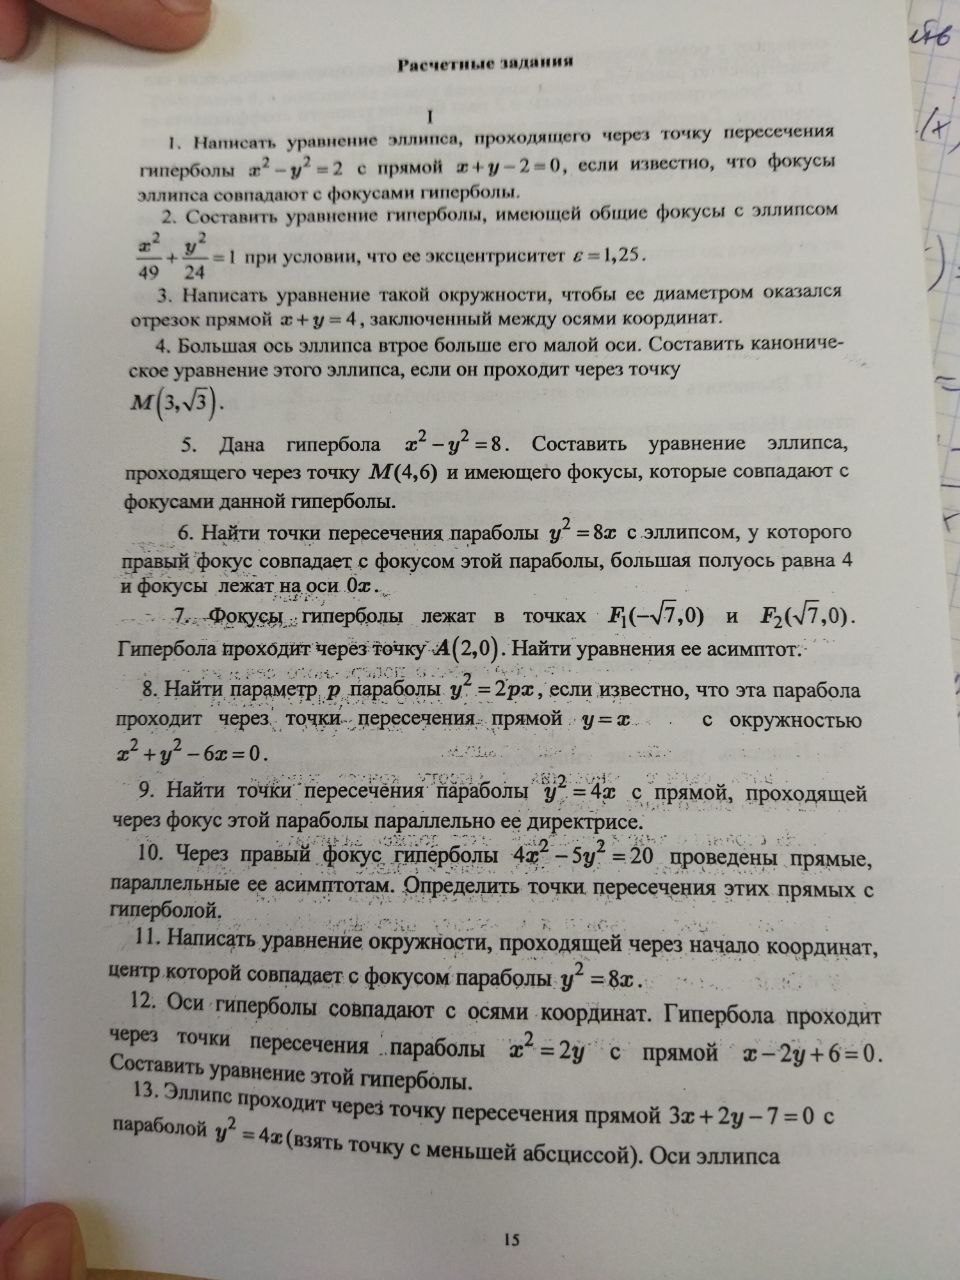 Расчетные задания
I
1. Написать уравнение эллипса, проходящего через точку пересечения
гиперболы x² − y² = 2 с прямой x + y − 2 = 0, если известно, что фокусы
эллипса совпадают с фокусами гиперболы.
2. Составить уравнение гиперболы, имеющей общие фокусы с эллипсом
x²/49 + y²/24 = 1 при условии, что ее эксцентриситет ε = 1,25.
3. Написать уравнение такой окружности, чтобы ее диаметром оказался
отрезок прямой x + y = 4, заключенный между осями координат.
4. Большая ось эллипса втрое больше его малой оси. Составить канониче-
ское уравнение этого эллипса, если он проходит через точку
M(3,√3).
5. Дана гипербола x² − y² = 8. Составить уравнение эллипса,
проходящего через точку M(4,6) и имеющего фокусы, которые совпадают с
фокусами данной гиперболы.
6. Найти точки пересечения параболы y² = 8x с эллипсом, у которого
правый фокус совпадает с фокусом этой параболы, большая полуось равна 4
и фокусы лежат на оси 0x.
7. Фокусы гиперболы лежат в точках F₁(−√7,0) и F₂(√7,0).
Гипербола проходит через точку A(2,0). Найти уравнения ее асимптот.
8. Найти параметр p параболы y² = 2px, если известно, что эта парабола
проходит через точки пересечения прямой y = x с окружностью
x² + y² − 6x = 0.
9. Найти точки пересечения параболы y² = 4x с прямой, проходящей
через фокус этой параболы параллельно ее директрисе.
10. Через правый фокус гиперболы 4x² − 5y² = 20 проведены прямые,
параллельные ее асимптотам. Определить точки пересечения этих прямых с
гиперболой.
11. Написать уравнение окружности, проходящей через начало координат,
центр которой совпадает с фокусом параболы y² = 8x.
12. Оси гиперболы совпадают с осями координат. Гипербола проходит
через точки пересечения параболы x² = 2y с прямой x − 2y + 6 = 0.
Составить уравнение этой гиперболы.
13. Эллипс проходит через точку пересечения прямой 3x + 2y − 7 = 0 с
параболой y² = 4x (взять точку с меньшей абсциссой). Оси эллипса
15